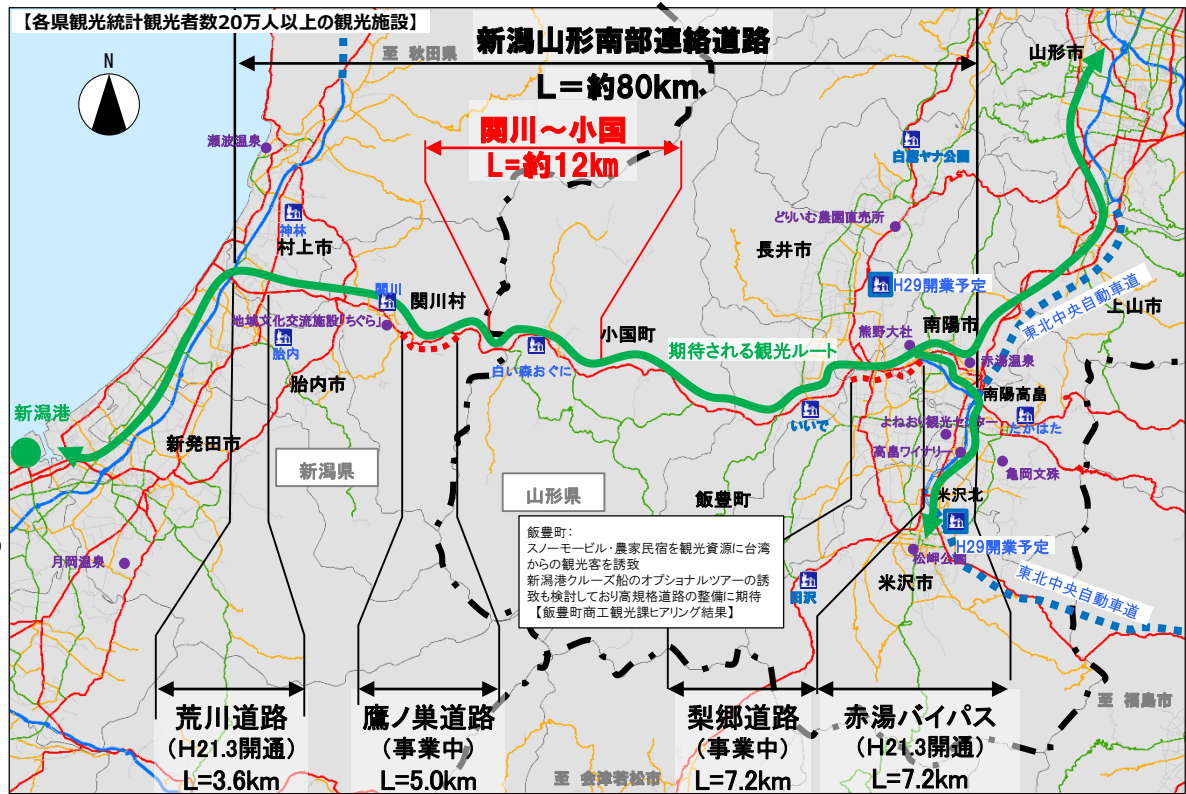 【各県観光統計観光者数20万人以上の観光施設】
N
至 秋田県
新潟山形南部連絡道路
L=約80km
関川～小国
L=約12km
山形市
瀬波温泉
神林
村上市
白鷹ヤナ公園
どりいむ農園直売所
長井市
H29開業予定
上山市
東北中央自動車道
関川
関川村
地域文化交流施設「ちぐら」
胎内
胎内市
小国町
白い森おぐに
期待される観光ルート
熊野大社
南陽市
赤湯温泉
南陽高畠
いいで
よねおり観光センター
たかはた
高畠ワイナリー
亀岡文殊
新潟港
新発田市
新潟県
山形県
飯豊町
米沢北
H29開業予定
松岬公園
米沢市
東北中央自動車道
月岡温泉
田沢
飯豊町：
スノーモービル・農家民宿を観光資源に台湾
からの観光客を誘致
新潟港クルーズ船のオプショナルツアーの誘
致も検討しており高規格道路の整備に期待
【飯豊町商工観光課ヒアリング結果】
至 福島市
至 会津若松市
荒川道路
（H21.3開通）
L=3.6km
鷹ノ巣道路
（事業中）
L=5.0km
梨郷道路
（事業中）
L=7.2km
赤湯バイパス
（H21.3開通）
L=7.2km